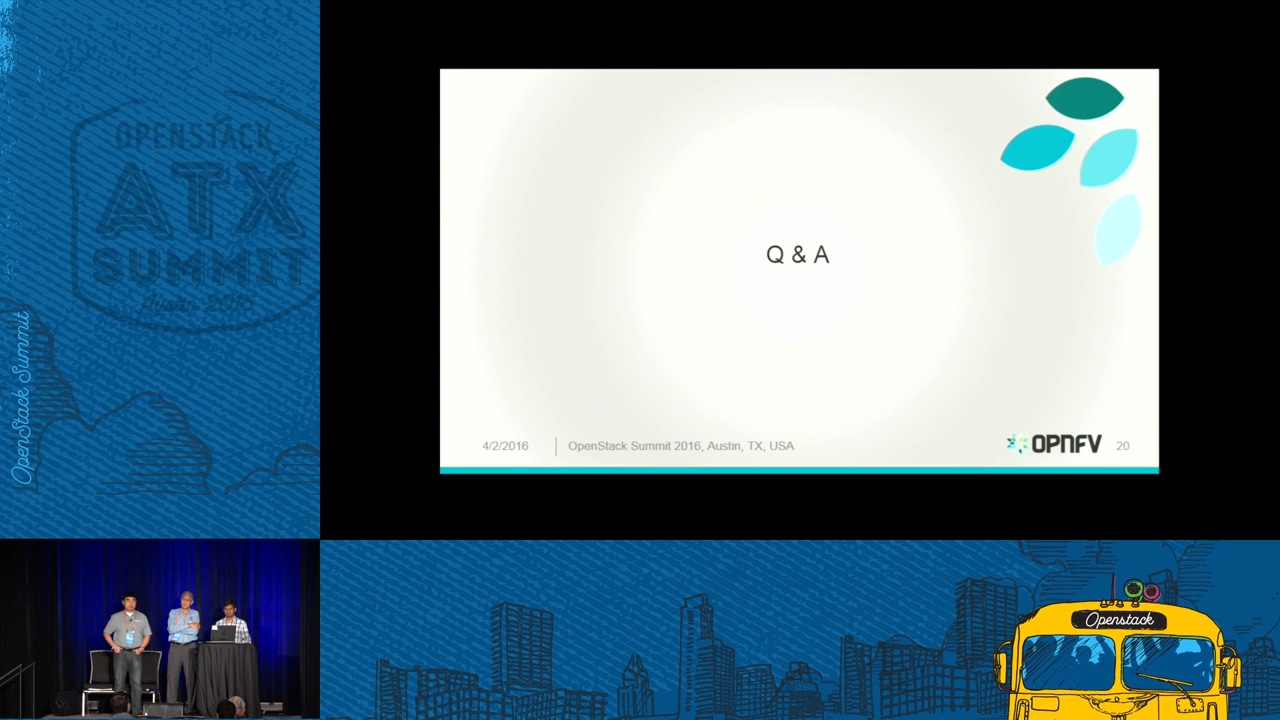 OPENSTACK
ATX
SUMMIT
Austin 2016
OpenStack Summit
Q & A
4/2/2016
OpenStack Summit 2016, Austin, TX, USA
OPNFV
20
Openstack